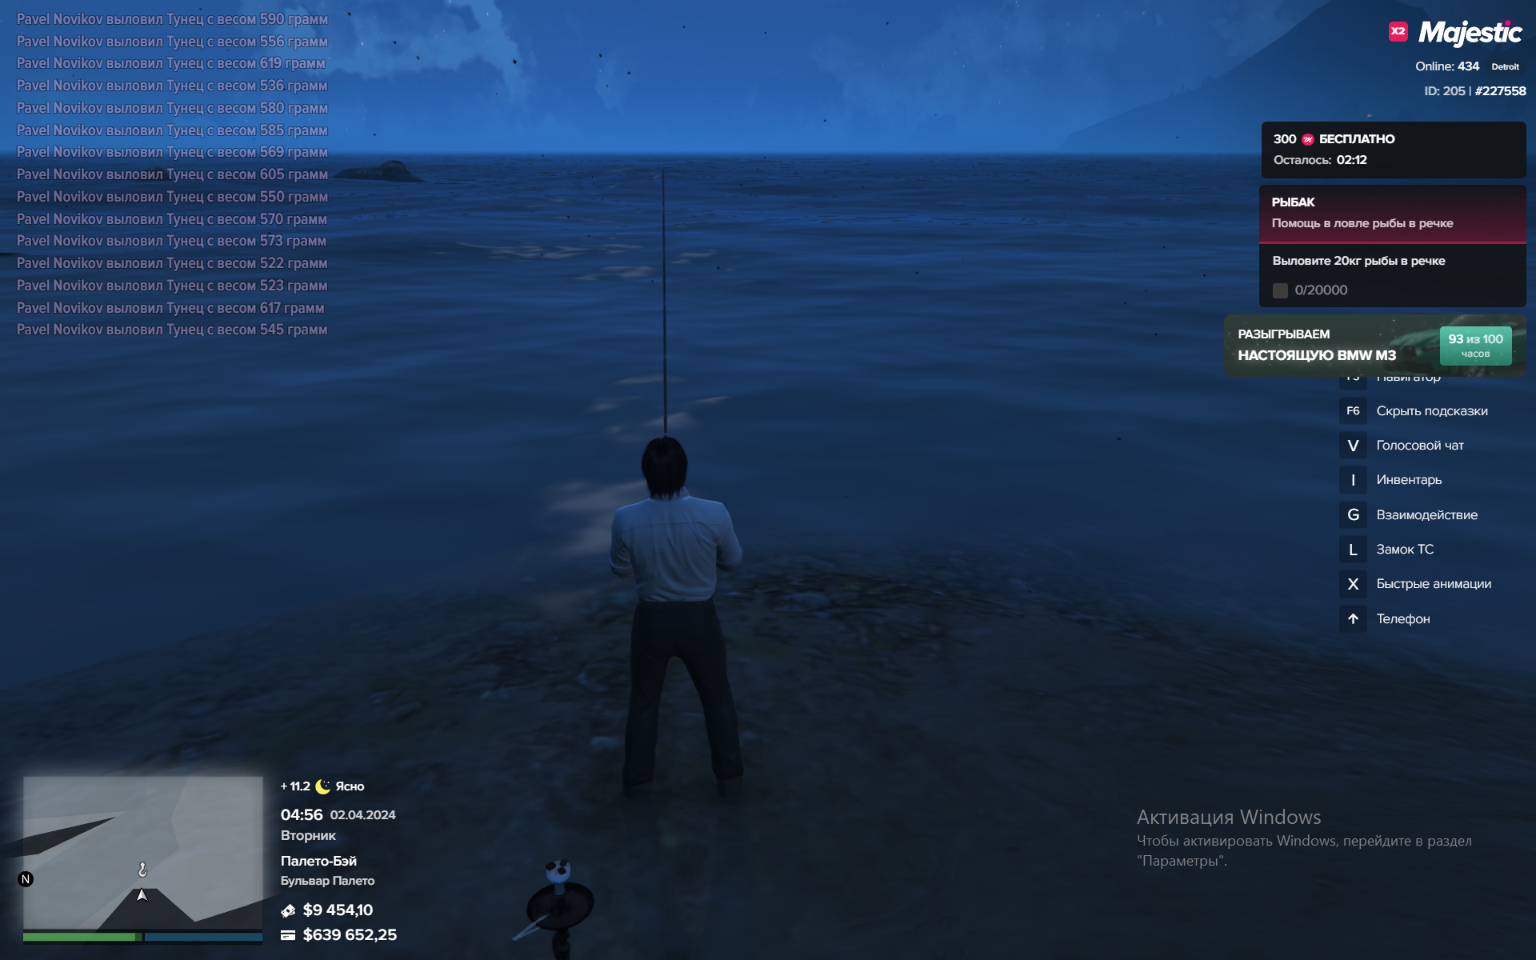 Pavel Novikov выловил Тунец с весом 590 грамм
Pavel Novikov выловил Тунец с весом 556 грамм
Pavel Novikov выловил Тунец с весом 619 грамм
Pavel Novikov выловил Тунец с весом 536 грамм
Pavel Novikov выловил Тунец с весом 580 грамм
Pavel Novikov выловил Тунец с весом 585 грамм
Pavel Novikov выловил Тунец с весом 569 грамм
Pavel Novikov выловил Тунец с весом 605 грамм
Pavel Novikov выловил Тунец с весом 550 грамм
Pavel Novikov выловил Тунец с весом 570 грамм
Pavel Novikov выловил Тунец с весом 573 грамм
Pavel Novikov выловил Тунец с весом 522 грамм
Pavel Novikov выловил Тунец с весом 523 грамм
Pavel Novikov выловил Тунец с весом 617 грамм
Pavel Novikov выловил Тунец с весом 545 грамм
X2 Majestic
Online: 434 Detroit
ID: 205 | #227558
300 БЕСПЛАТНО
Осталось: 02:12
РЫБАК
Помощь в ловле рыбы в речке
Выловите 20кг рыбы в речке
0/20000
РАЗЫГРЫВАЕМ
НАСТОЯЩУЮ BMW M3
93 из 100
часов
Навигатор
F6 Скрыть подсказки
V Голосовой чат
I Инвентарь
G Взаимодействие
L Замок ТС
X Быстрые анимации
↑ Телефон
N
+ 11.2 Ясно
04:56 02.04.2024
Вторник
Палето-Бэй
Бульвар Палето
$9 454,10
$639 652,25
Активация Windows
Чтобы активировать Windows, перейдите в раздел
"Параметры".